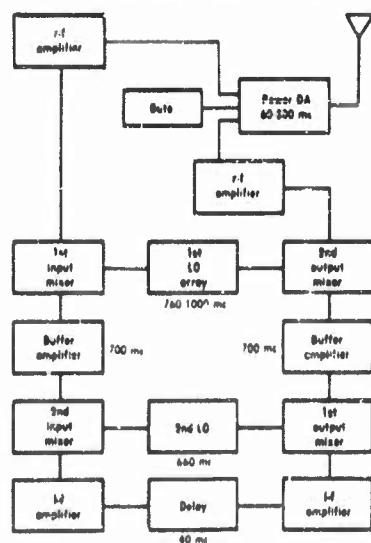 r-f
amplifier
Gate
Power DA
60-300 mc
r-f
amplifier
1st
input
mixer
1st
LO
array
2nd
output
mixer
760-1000 mc
Buffer
amplifier
700 mc
700 mc
Buffer
amplifier
2nd
input
mixer
2nd LO
1st
output
mixer
660 mc
i-f
amplifier
Delay
i-f
amplifier
40 mc